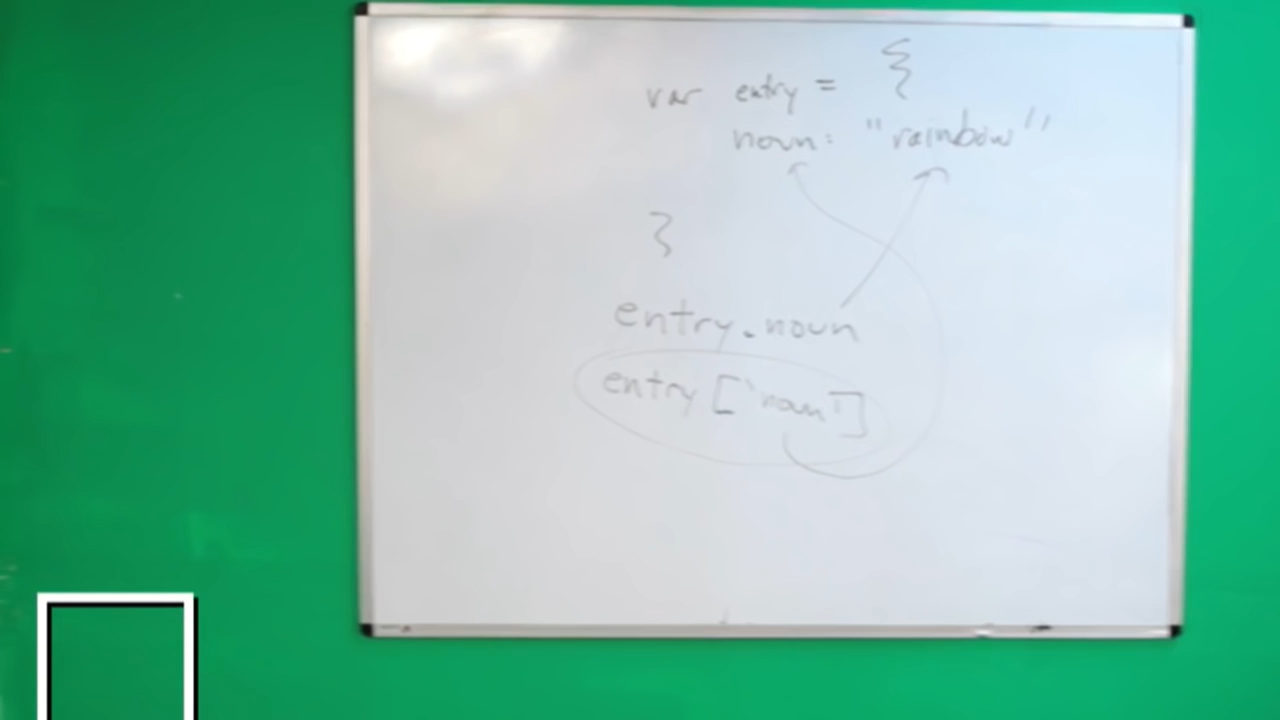 var entry = {
noun: "rainbow"
}
entry.noun
entry['noun']